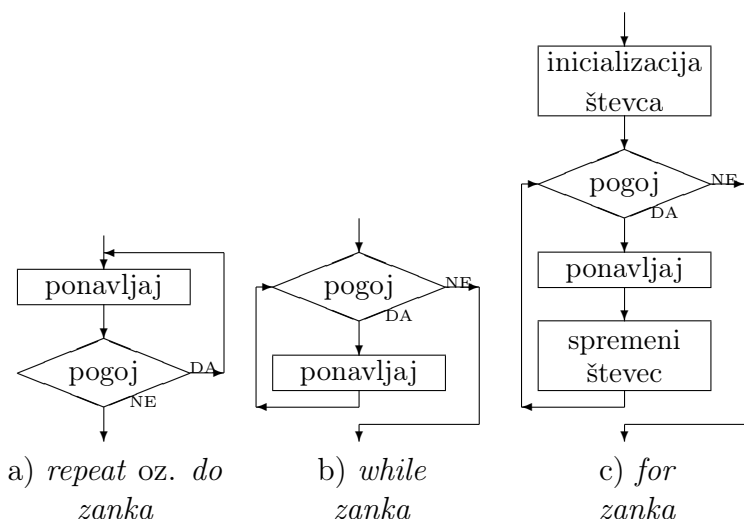 ponavljaj
pogoj
DA
NE
a) repeat oz. do
zanka
pogoj
NE
DA
ponavljaj
b) while
zanka
inicializacija
števca
pogoj
NE
DA
ponavljaj
spremeni
števec
c) for
zanka